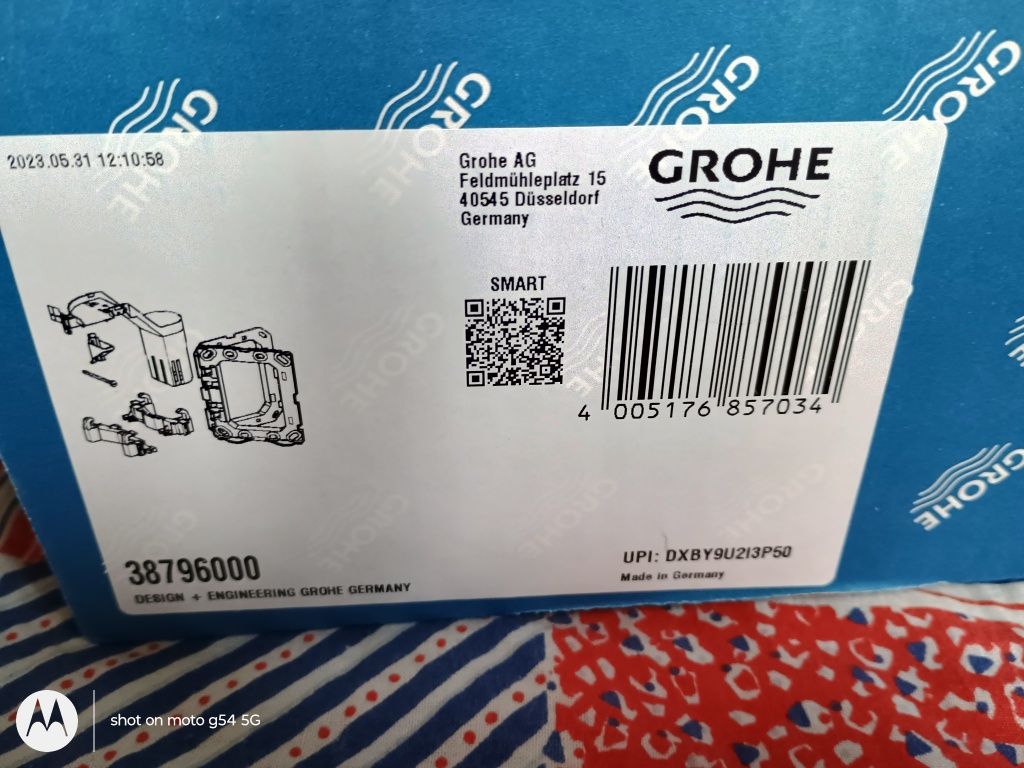 GROHE
GROHE
GROHE
GROHE
2023.05.31 12:10:58
Grohe AG
Feldmühleplatz 15
40545 Düsseldorf
Germany
GROHE
SMART
4 005176 857034
GROHE
38796000
DESIGN + ENGINEERING GROHE GERMANY
UPI: DXBY9U2I3P50
Made in Germany
shot on moto g54 5G